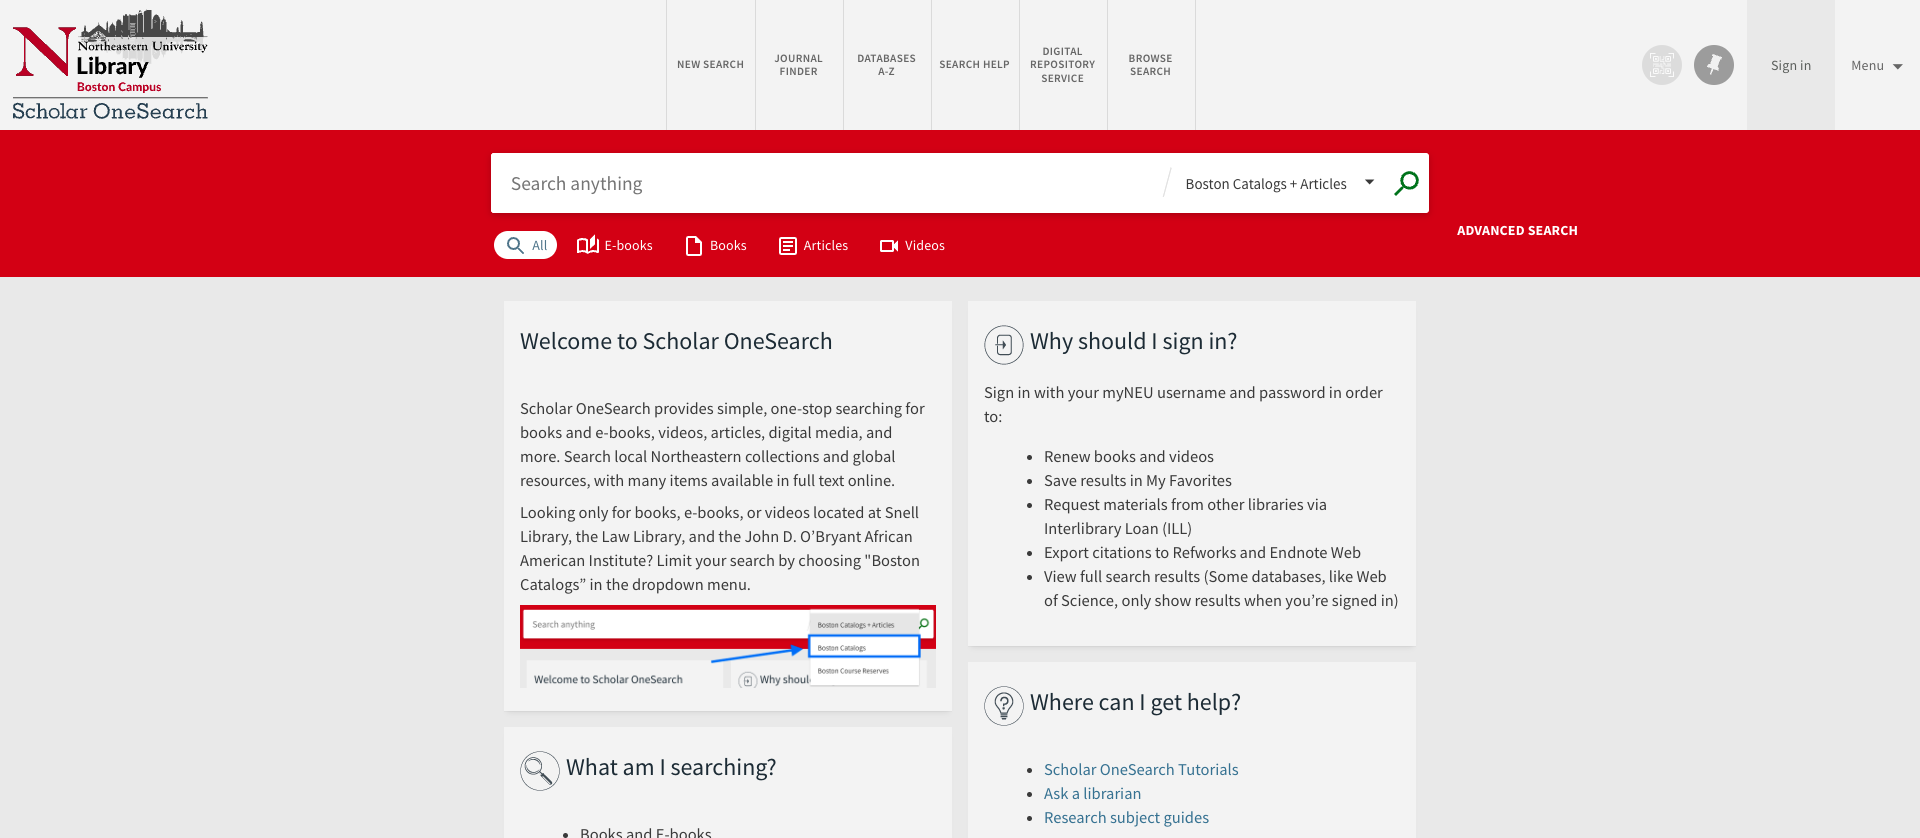 Northeastern University
Library
Boston Campus
Scholar OneSearch
NEW SEARCH
JOURNAL
FINDER
DATABASES
A-Z
SEARCH HELP
DIGITAL
REPOSITORY
SERVICE
BROWSE
SEARCH
Sign in
Menu
Search anything
Boston Catalogs + Articles
All
E-books
Books
Articles
Videos
ADVANCED SEARCH
Welcome to Scholar OneSearch
Scholar OneSearch provides simple, one-stop searching for
books and e-books, videos, articles, digital media, and
more. Search local Northeastern collections and global
resources, with many items available in full text online.
Looking only for books, e-books, or videos located at Snell
Library, the Law Library, and the John D. O’Bryant African
American Institute? Limit your search by choosing "Boston
Catalogs” in the dropdown menu.
Search anything
Boston Catalogs + Articles
Boston Catalogs
Boston Course Reserves
Welcome to Scholar OneSearch
Why shoul
What am I searching?
Books and E-books
Why should I sign in?
Sign in with your myNEU username and password in order
to:
Renew books and videos
Save results in My Favorites
Request materials from other libraries via
Interlibrary Loan (ILL)
Export citations to Refworks and Endnote Web
View full search results (Some databases, like Web
of Science, only show results when you’re signed in)
Where can I get help?
Scholar OneSearch Tutorials
Ask a librarian
Research subject guides